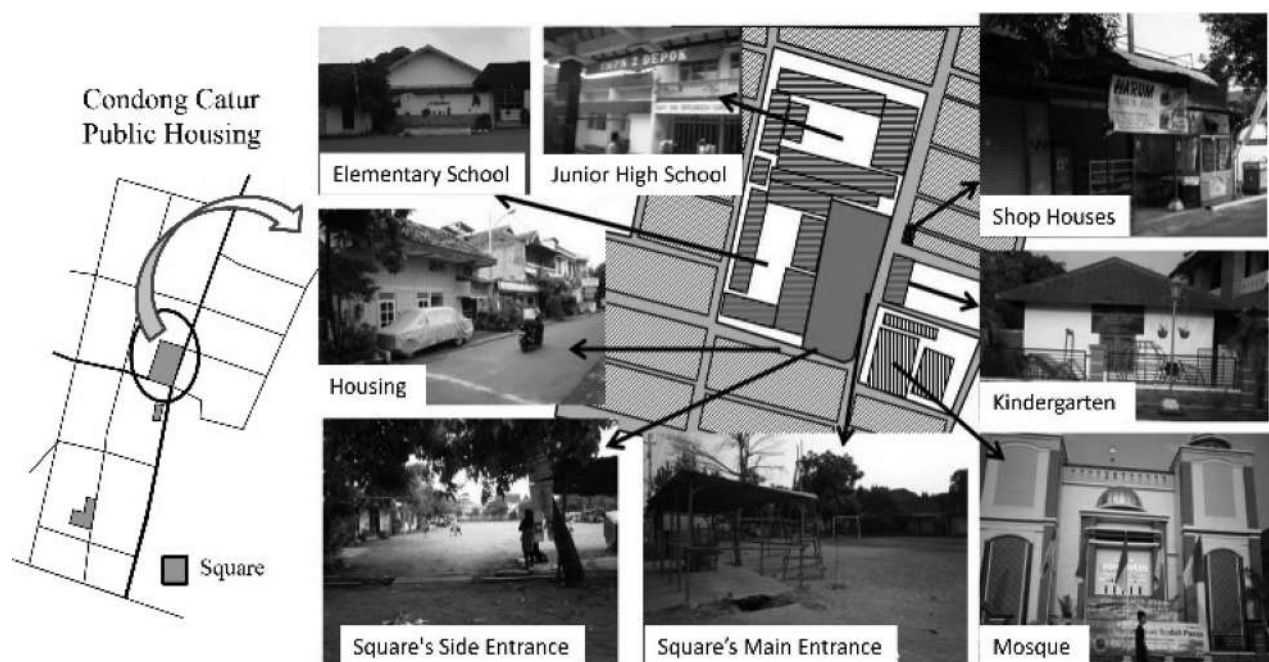 Condong Catur
Public Housing
Square
SMPN 2 DEPOK
Elementary School
Junior High School
HARUM
Shop Houses
Housing
Kindergarten
Square's Side Entrance
Square's Main Entrance
Mosque